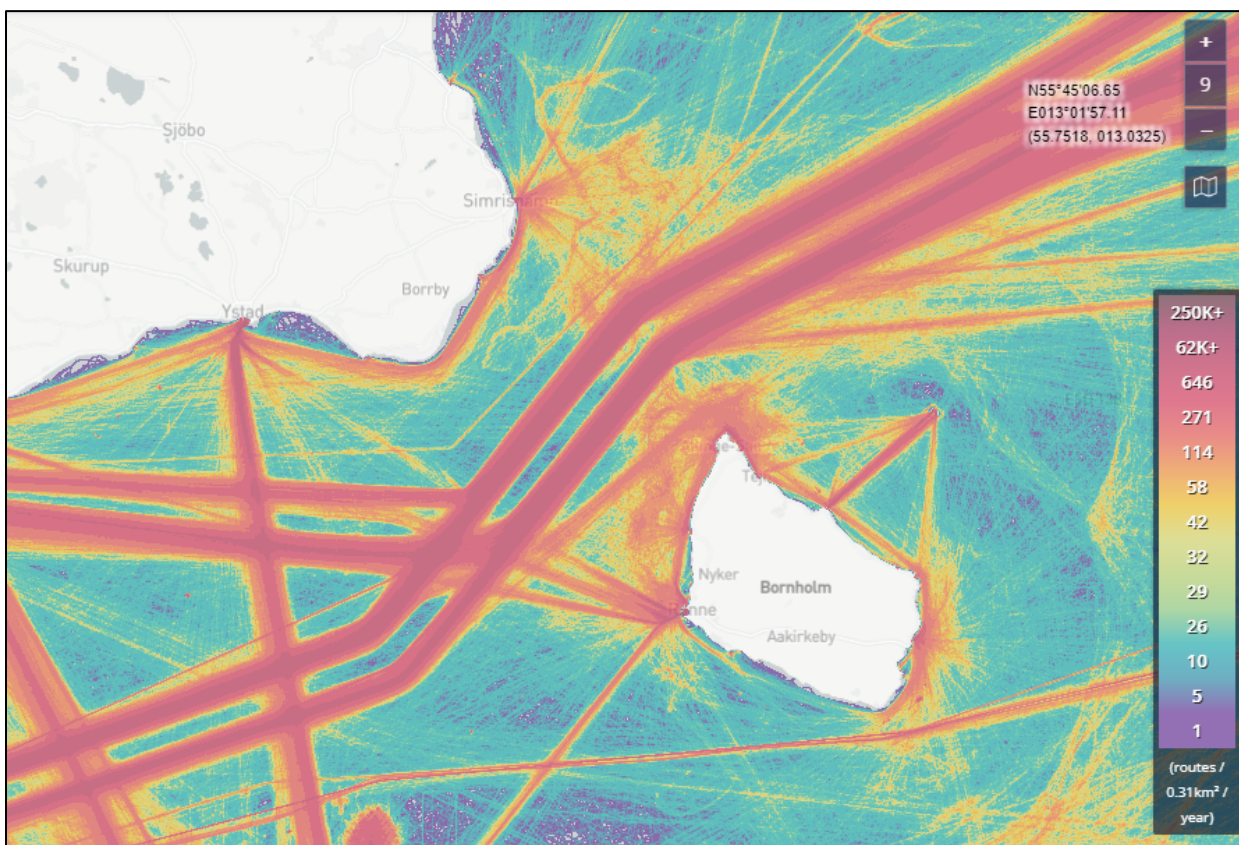 +
N55°45'06.65
E013°01'57.11
(55.7518, 013.0325)
9
−
Sjöbo
Skurup
Ystad
Borrby
Nyker
Bornholm
Rønne
Aakirkeby
250K+
62K+
646
271
114
58
42
32
29
26
10
5
1
(routes /
0.31km² /
year)